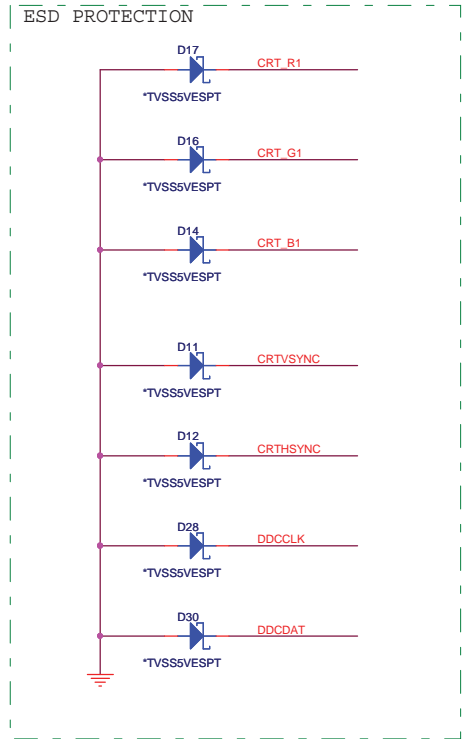 ESD PROTECTION
D17
CRT_R1
*TVSS5VESPT
D16
CRT_G1
*TVSS5VESPT
D14
CRT_B1
*TVSS5VESPT
D11
CRTVSYNC
*TVSS5VESPT
D12
CRTHSYNC
*TVSS5VESPT
D28
DDCCLK
*TVSS5VESPT
D30
DDCDAT
*TVSS5VESPT